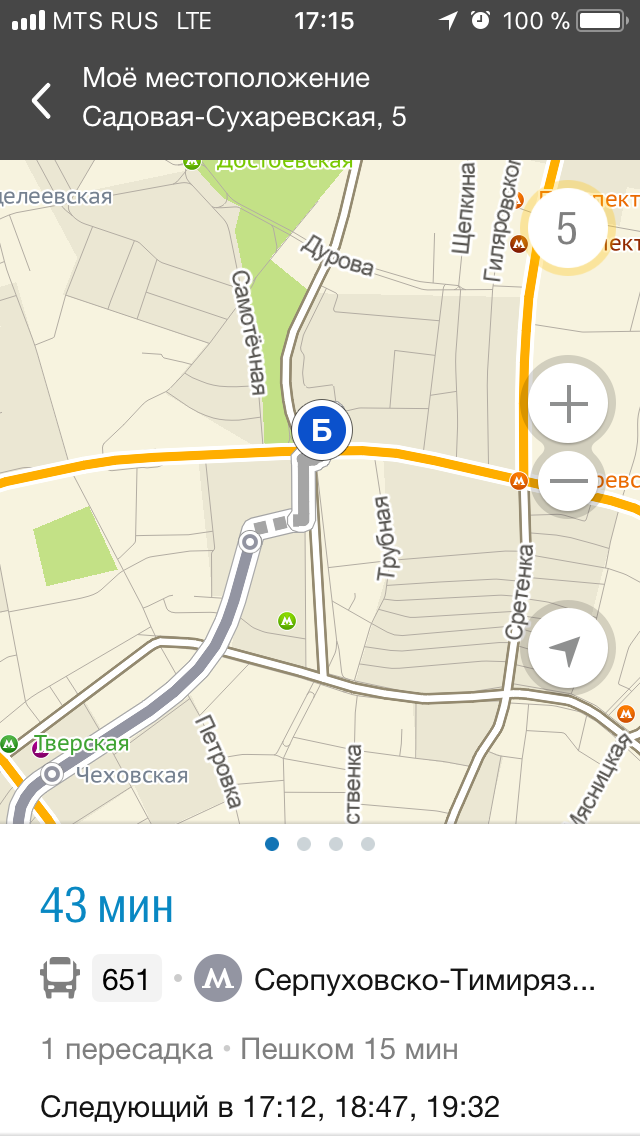 MTS RUS LTE 17:15 100 %
Моё местоположение
Садовая-Сухаревская, 5
Достоевская
делеевская
Щепкина
Гиляровског
5
Дурова
Самотёчная
Б
Трубная
Сретенка
Тверская
Чеховская
Петровка
ственка
Мясницкая
43 мин
651 • М Серпуховско-Тимиряз...
1 пересадка • Пешком 15 мин
Следующий в 17:12, 18:47, 19:32